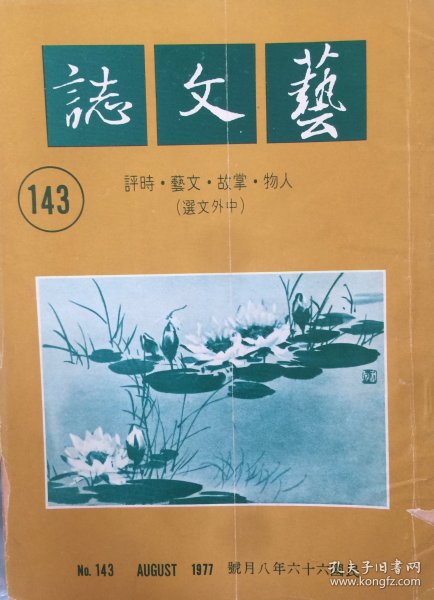 藝文誌
143
人物・掌故・文藝・時評
(中外文選)
No. 143 AUGUST 1977 六十六年八月號
孔夫子旧书网
www.kongfz.com